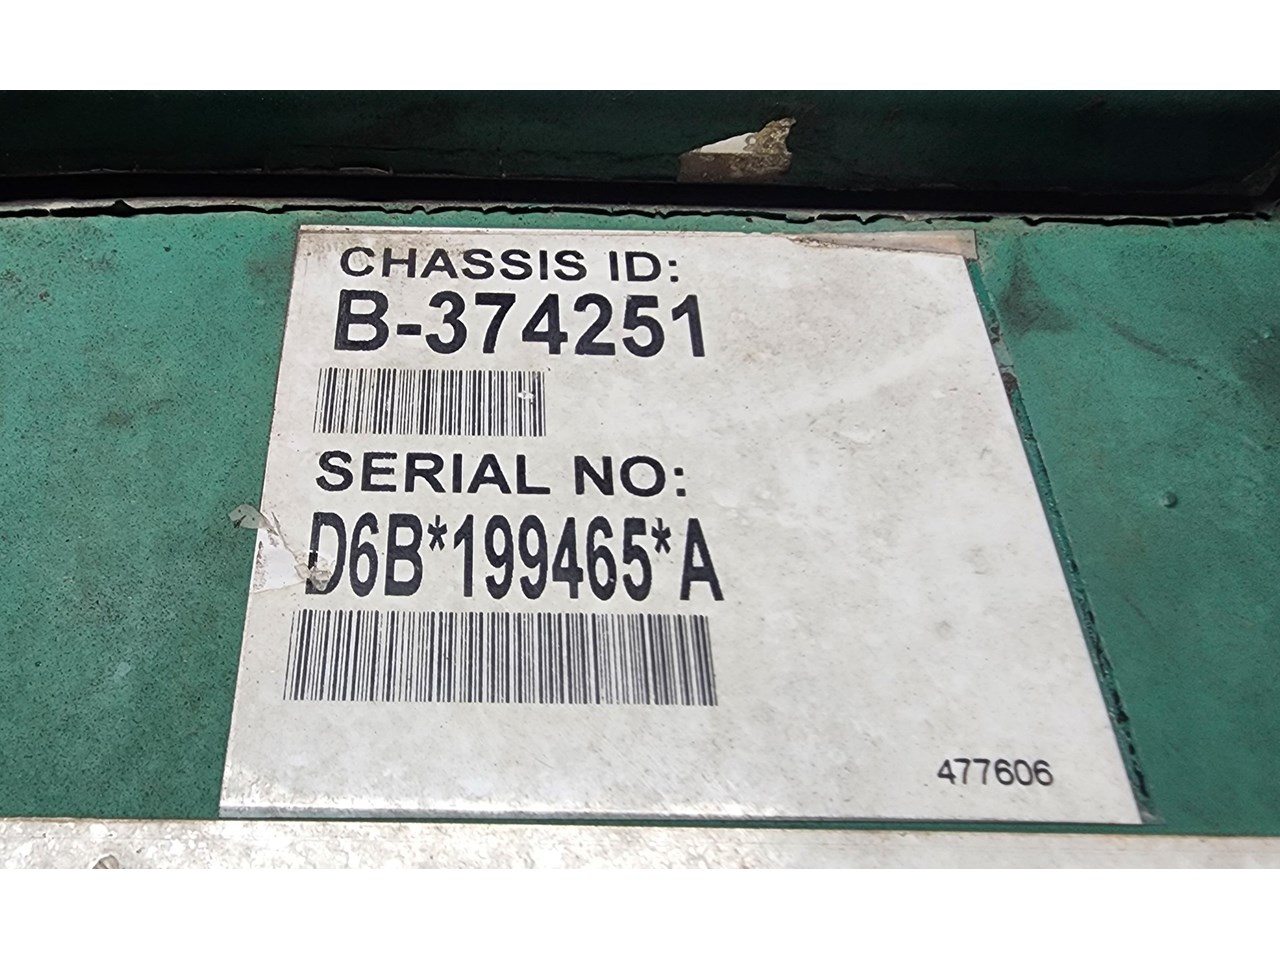 CHASSIS ID:
B-374251
SERIAL NO:
D6B*199465*A
477606